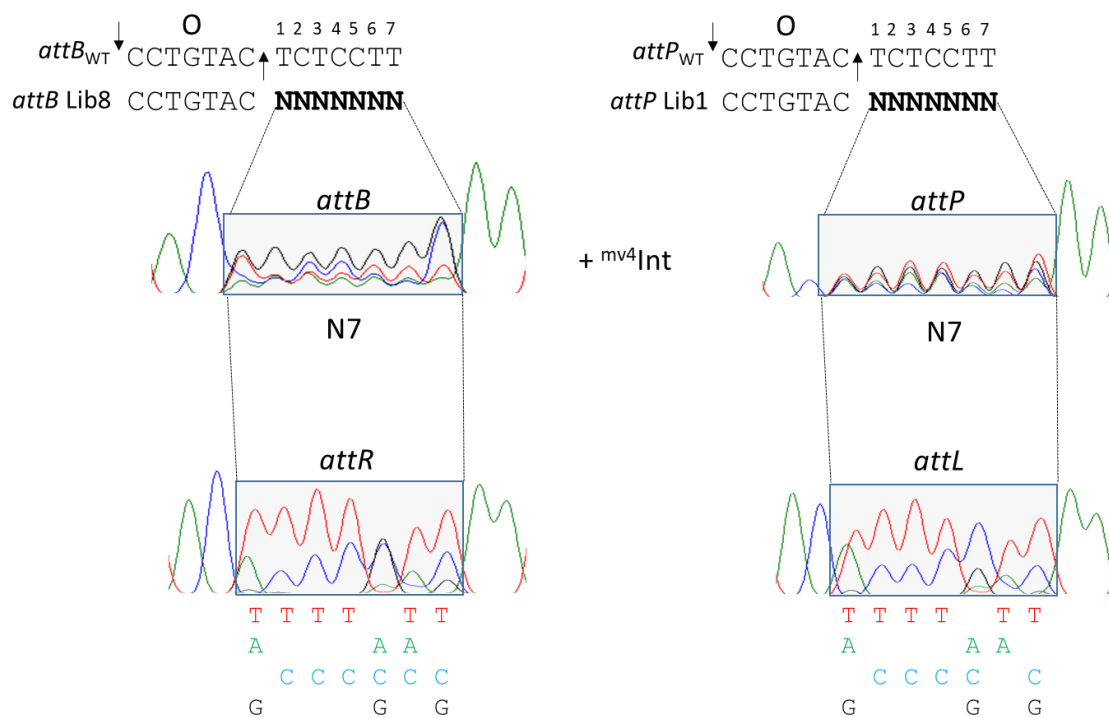 O
1 2 3 4 5 6 7
attBWT CCTGTAC TCTCCTT
attB Lib8 CCTGTAC NNNNNNN
attB
N7
attR
T T T T T T
A A A
C C C C C C
G G G
+ mv4Int
O
1 2 3 4 5 6 7
attPWT CCTGTAC TCTCCTT
attP Lib1 CCTGTAC NNNNNNN
attP
N7
attL
T T T T T T
A A A
C C C C C
G G G